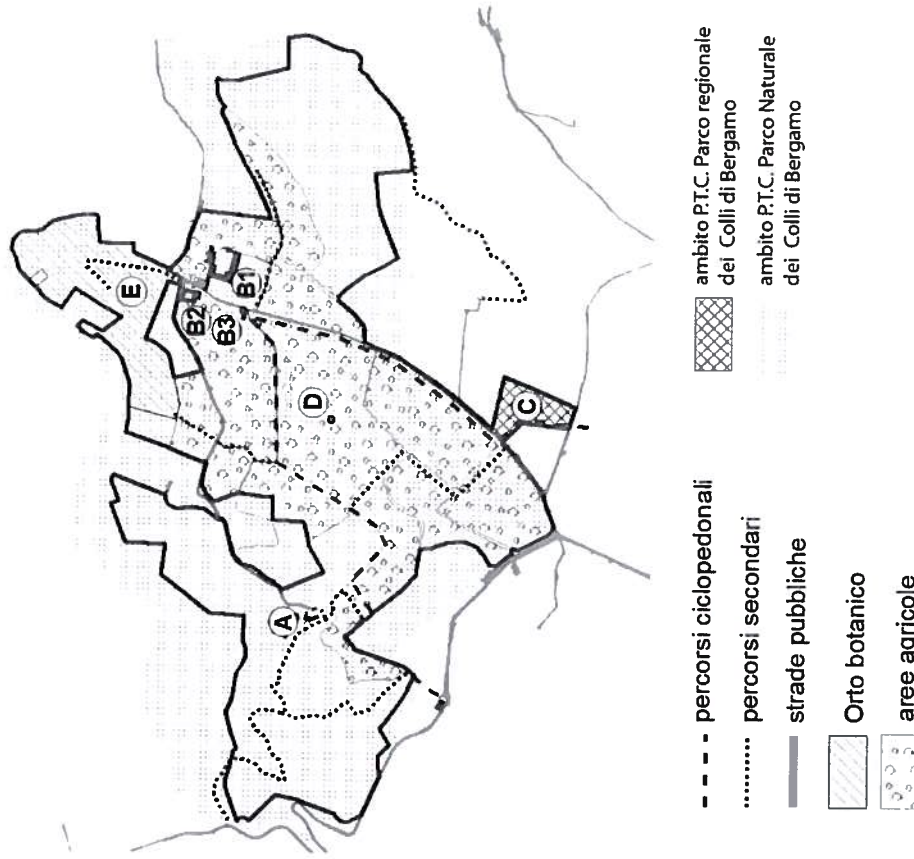 E
B2
B1
B3
D
A
C
percorsi ciclopedonali
percorsi secondari
strade pubbliche
Orto botanico
aree agricole
ambito P.T.C. Parco regionale
dei Colli di Bergamo
ambito P.T.C. Parco Naturale
dei Colli di Bergamo